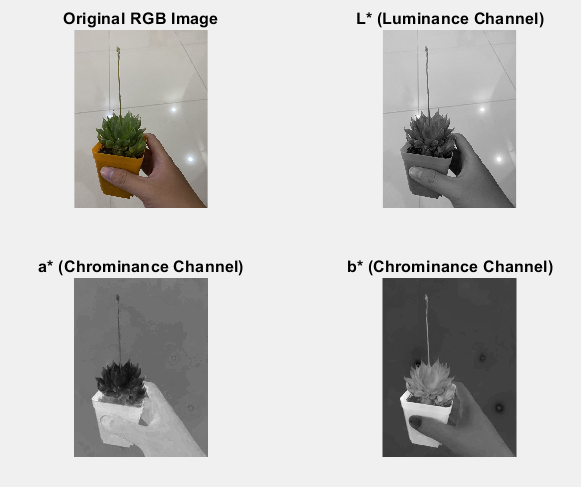 Original RGB Image
L* (Luminance Channel)
a* (Chrominance Channel)
b* (Chrominance Channel)